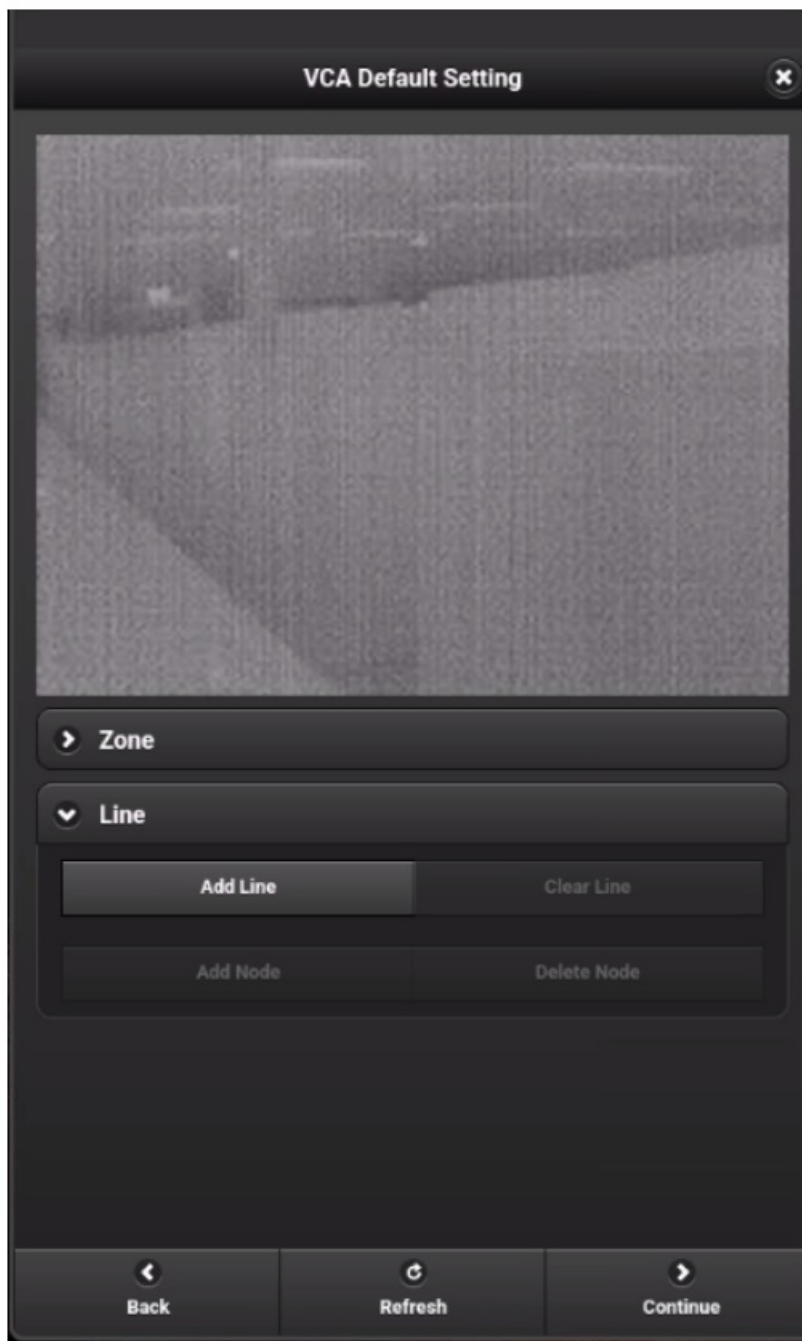 VCA Default Setting
Zone
Line
Add Line
Clear Line
Add Node
Delete Node
Back
Refresh
Continue